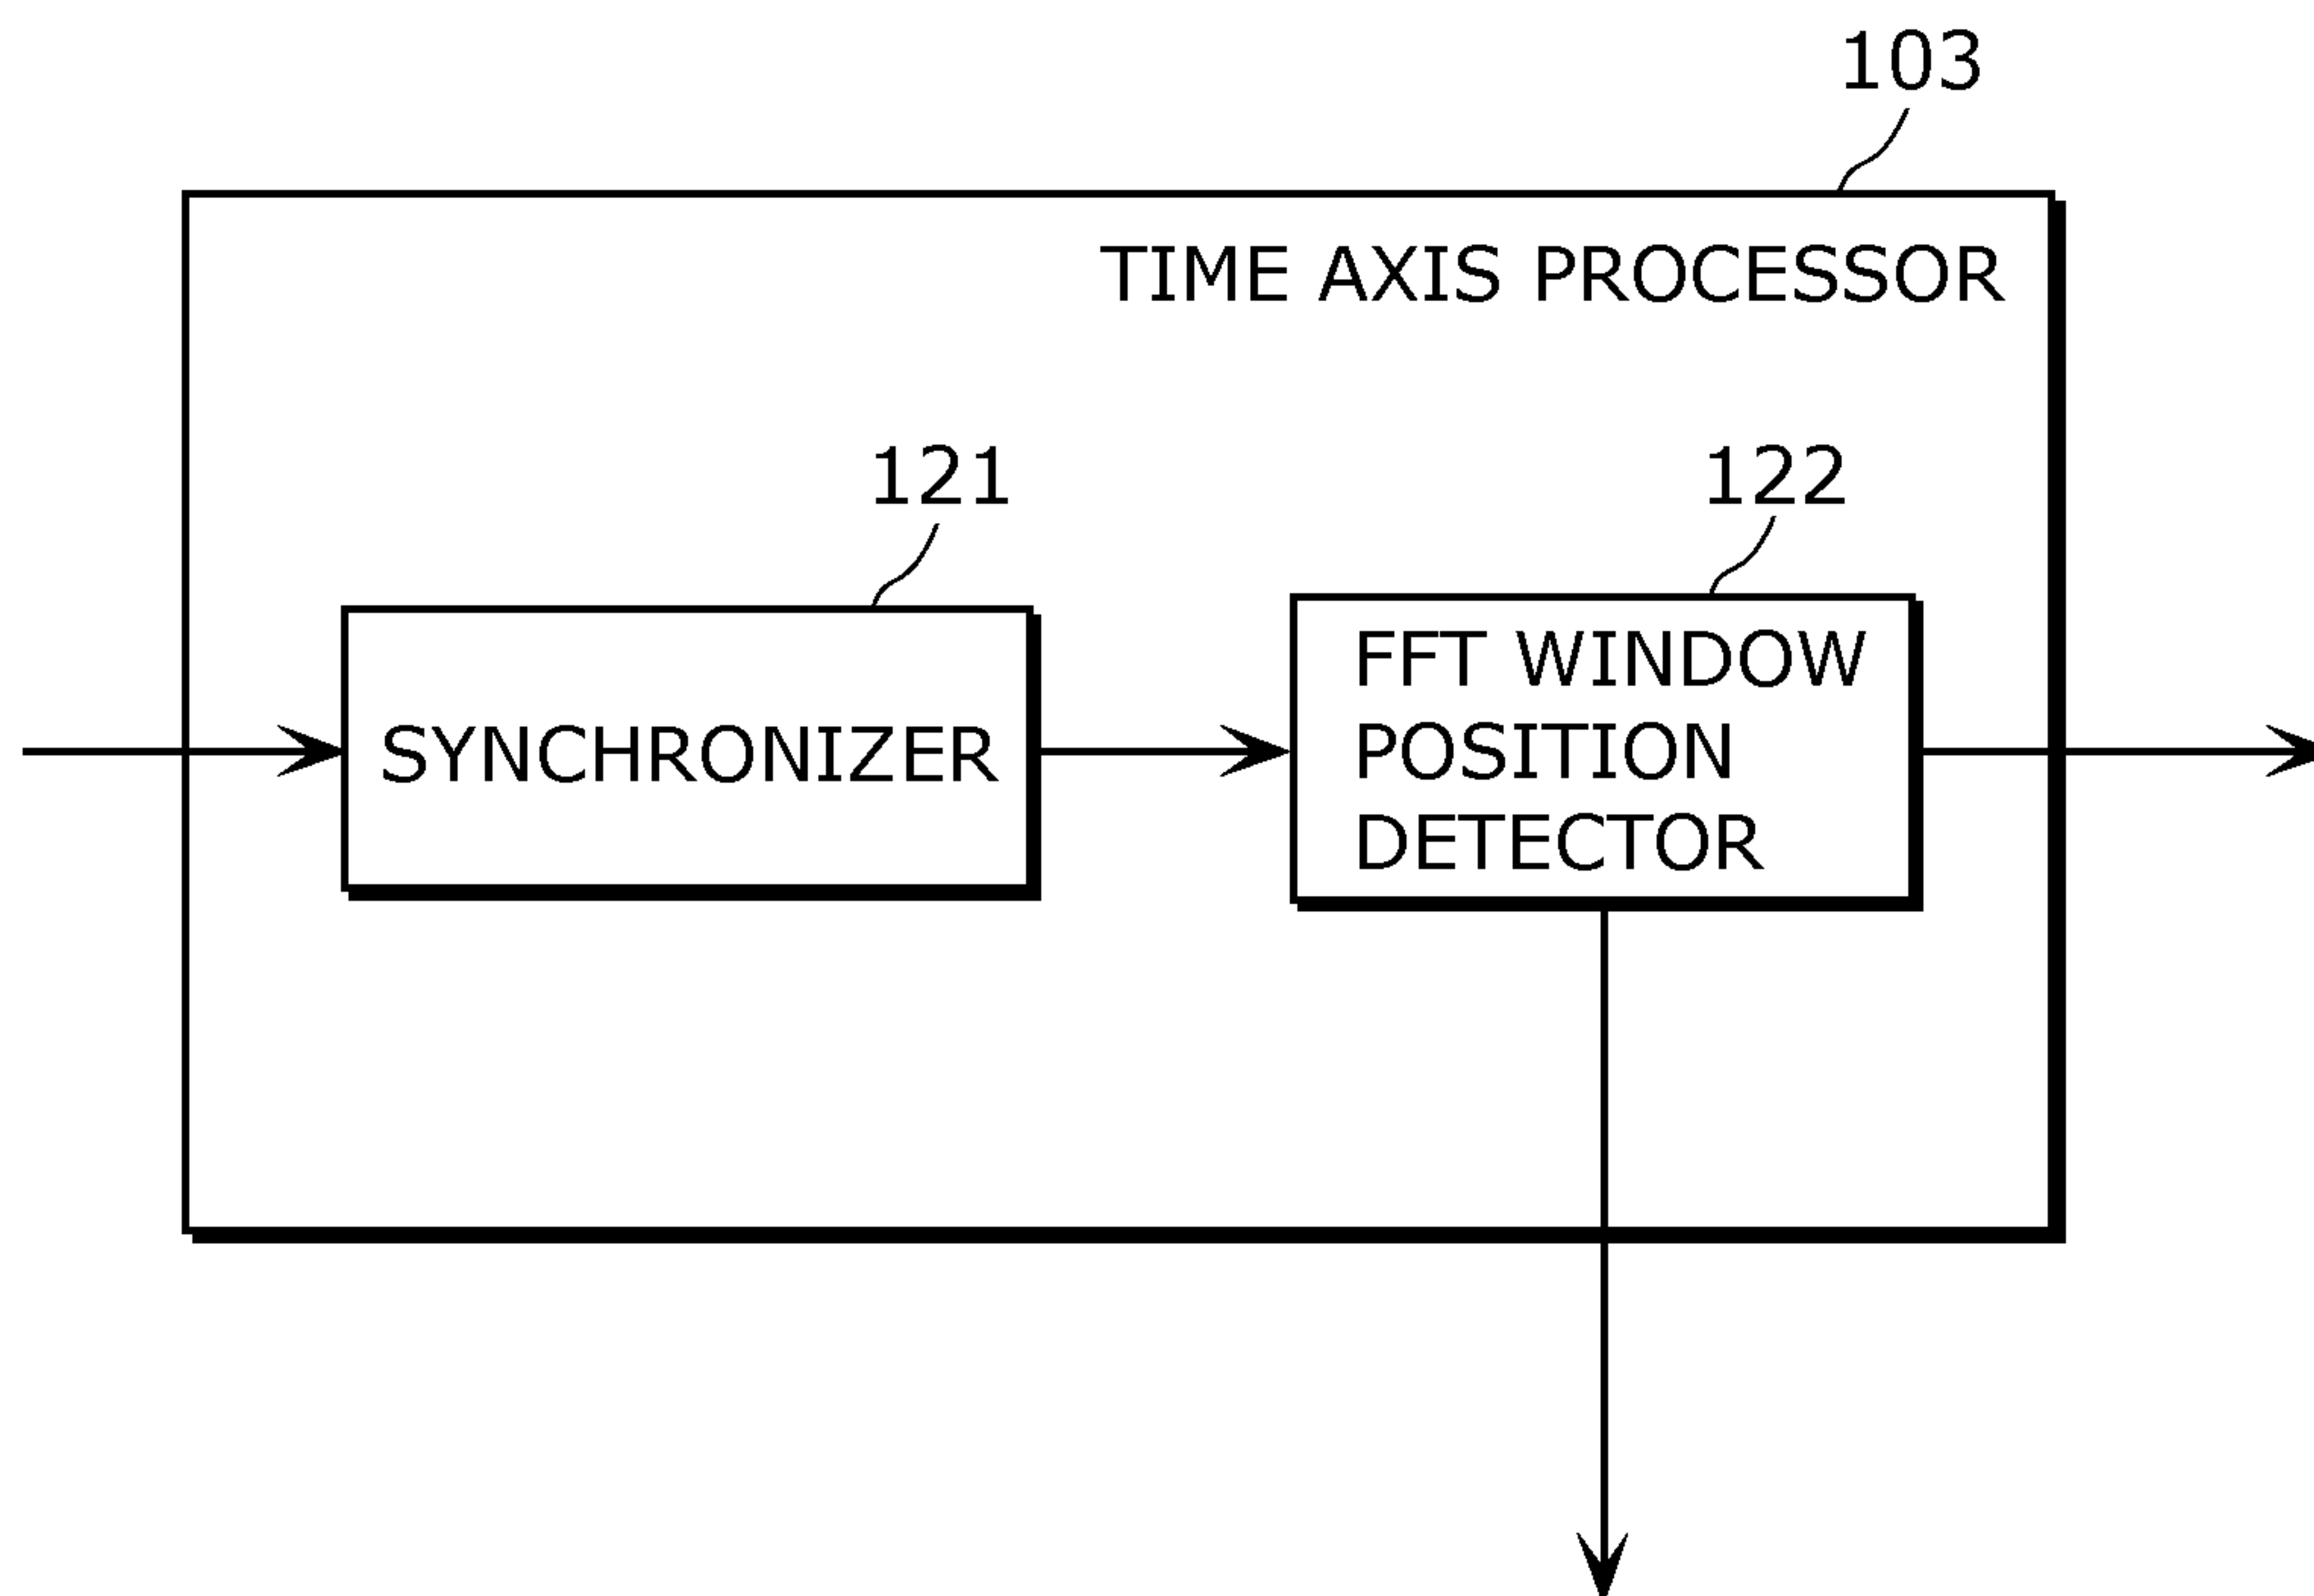 103
TIME AXIS PROCESSOR
121
122
SYNCHRONIZER
FFT WINDOW
POSITION
DETECTOR